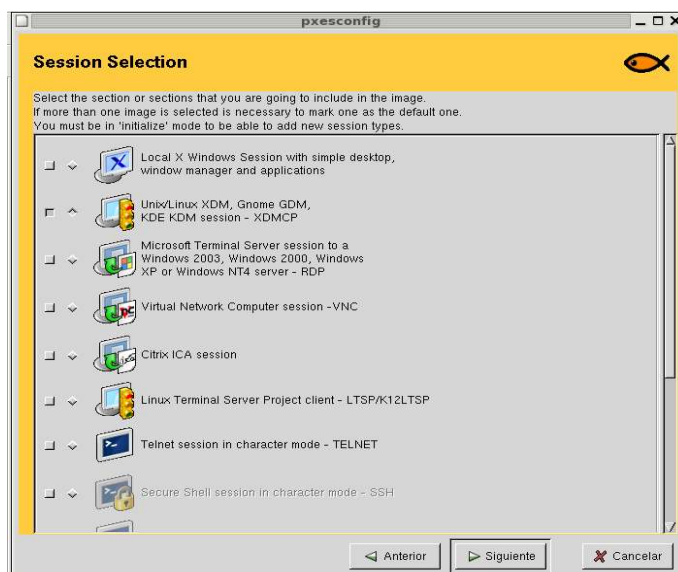 pxesconfig
Session Selection
Select the section or sections that you are going to include in the image.
If more than one image is selected is necessary to mark one as the default one.
You must be in 'initialize' mode to be able to add new session types.
Local X Windows Session with simple desktop,
window manager and applications
Unix/Linux XDM, Gnome GDM,
KDE KDM session - XDMCP
Microsoft Terminal Server session to a
Windows 2003, Windows 2000, Windows
XP or Windows NT4 server - RDP
Virtual Network Computer session -VNC
Citrix ICA session
Linux Terminal Server Project client - LTSP/K12LTSP
Telnet session in character mode - TELNET
Secure Shell session in character mode - SSH
Anterior
Siguiente
Cancelar